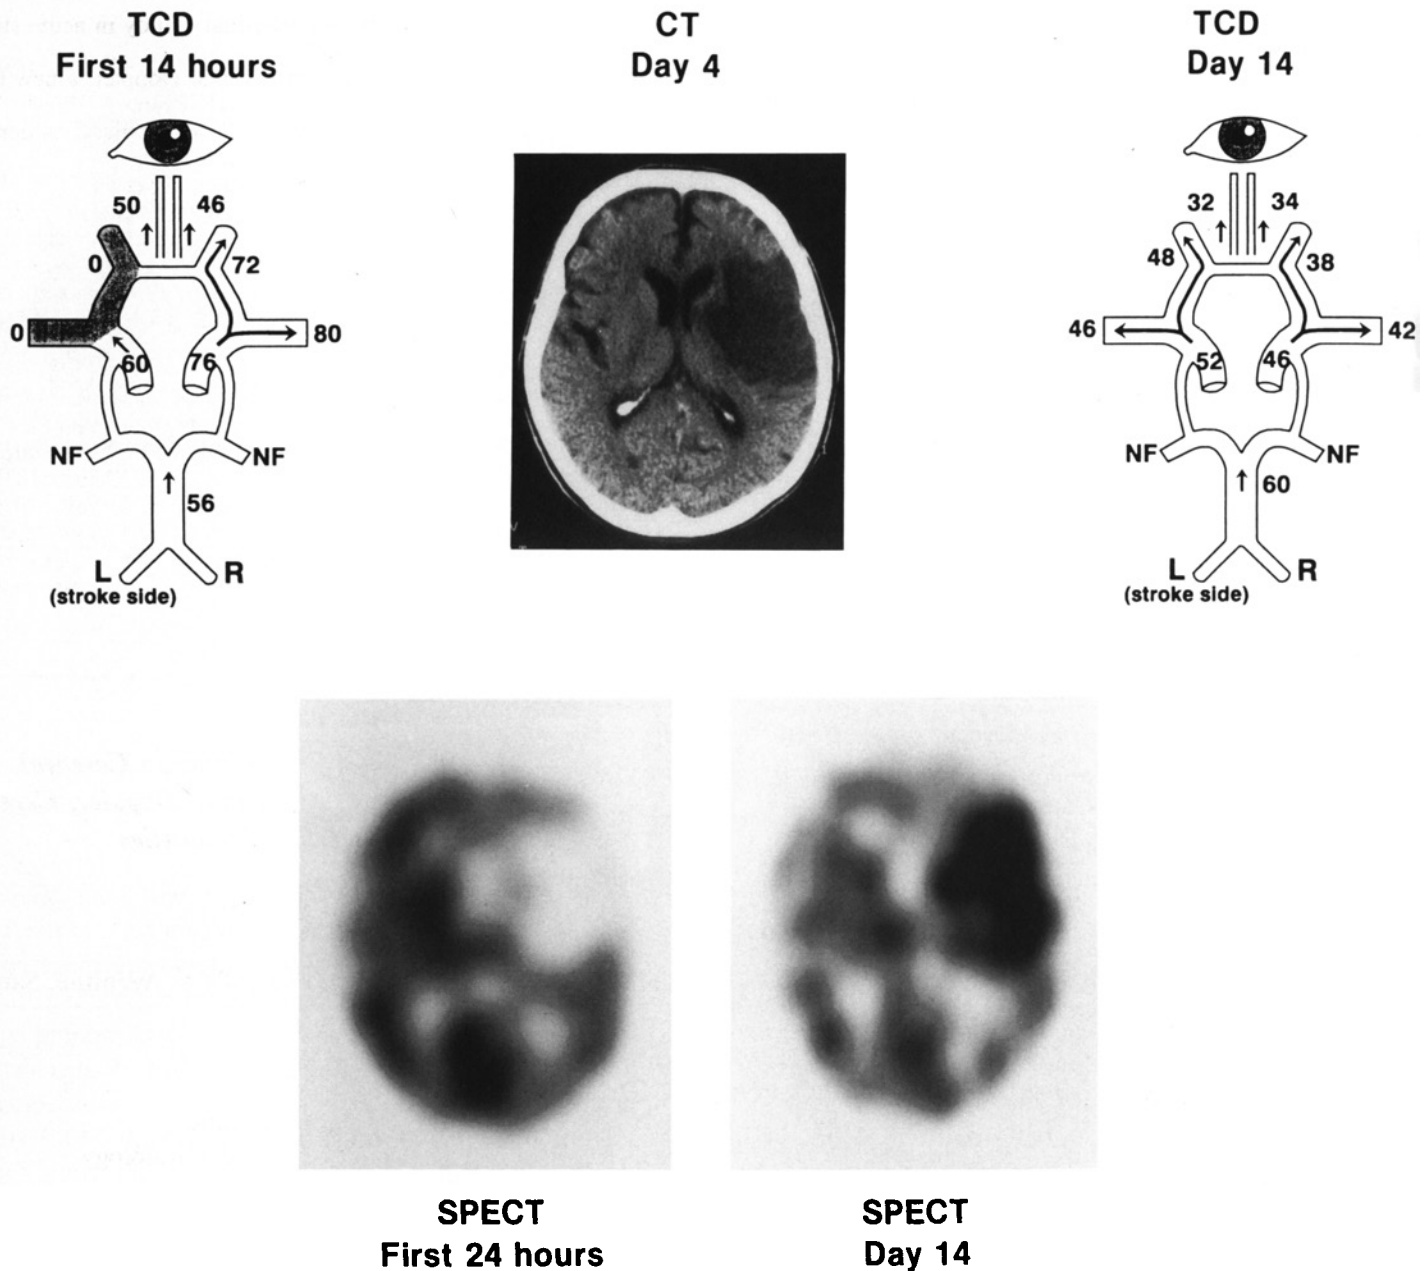 TCD
First 14 hours
CT
Day 4
TCD
Day 14
50 46
0 72
0 80
60 76
NF NF
56
L R
(stroke side)
32 34
48 38
46 42
52 46
NF NF
60
L R
(stroke side)
SPECT
First 24 hours
SPECT
Day 14